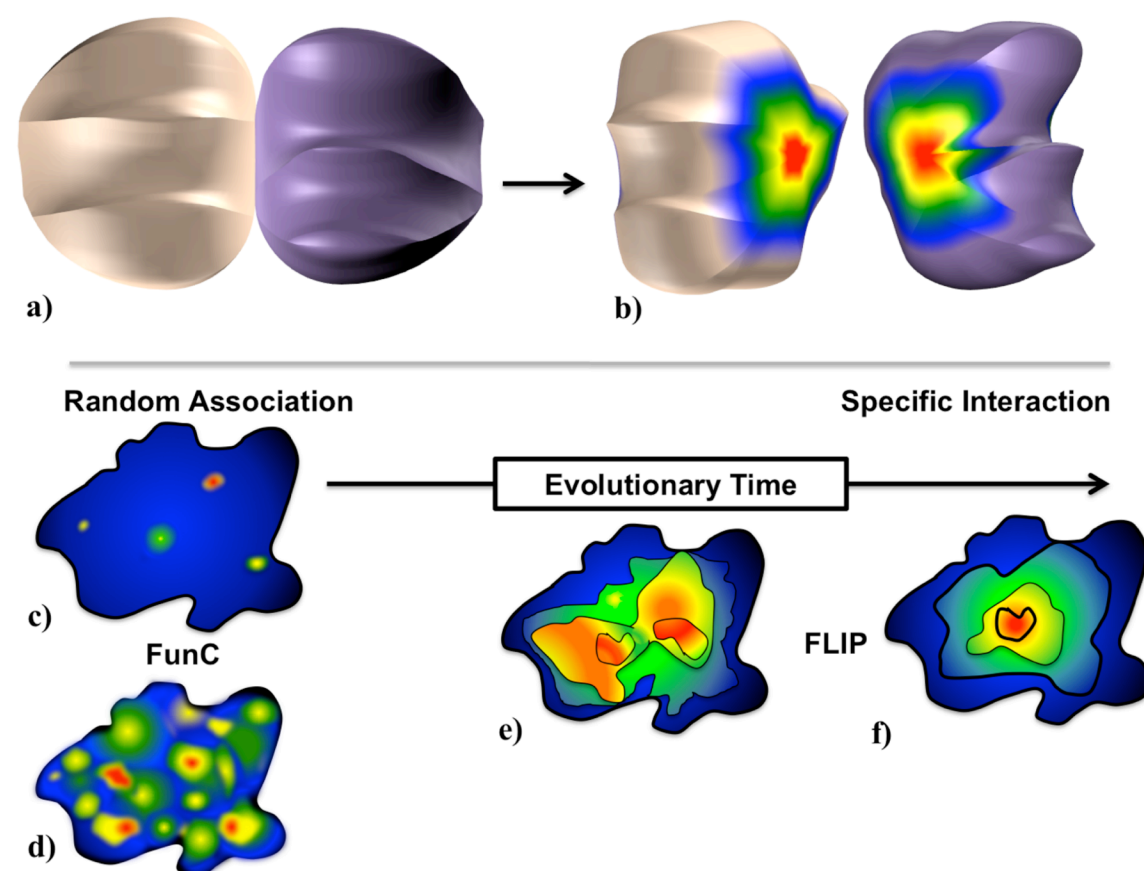 a)
b)
Random Association
Specific Interaction
Evolutionary Time
c)
FunC
e)
FLIP
f)
d)